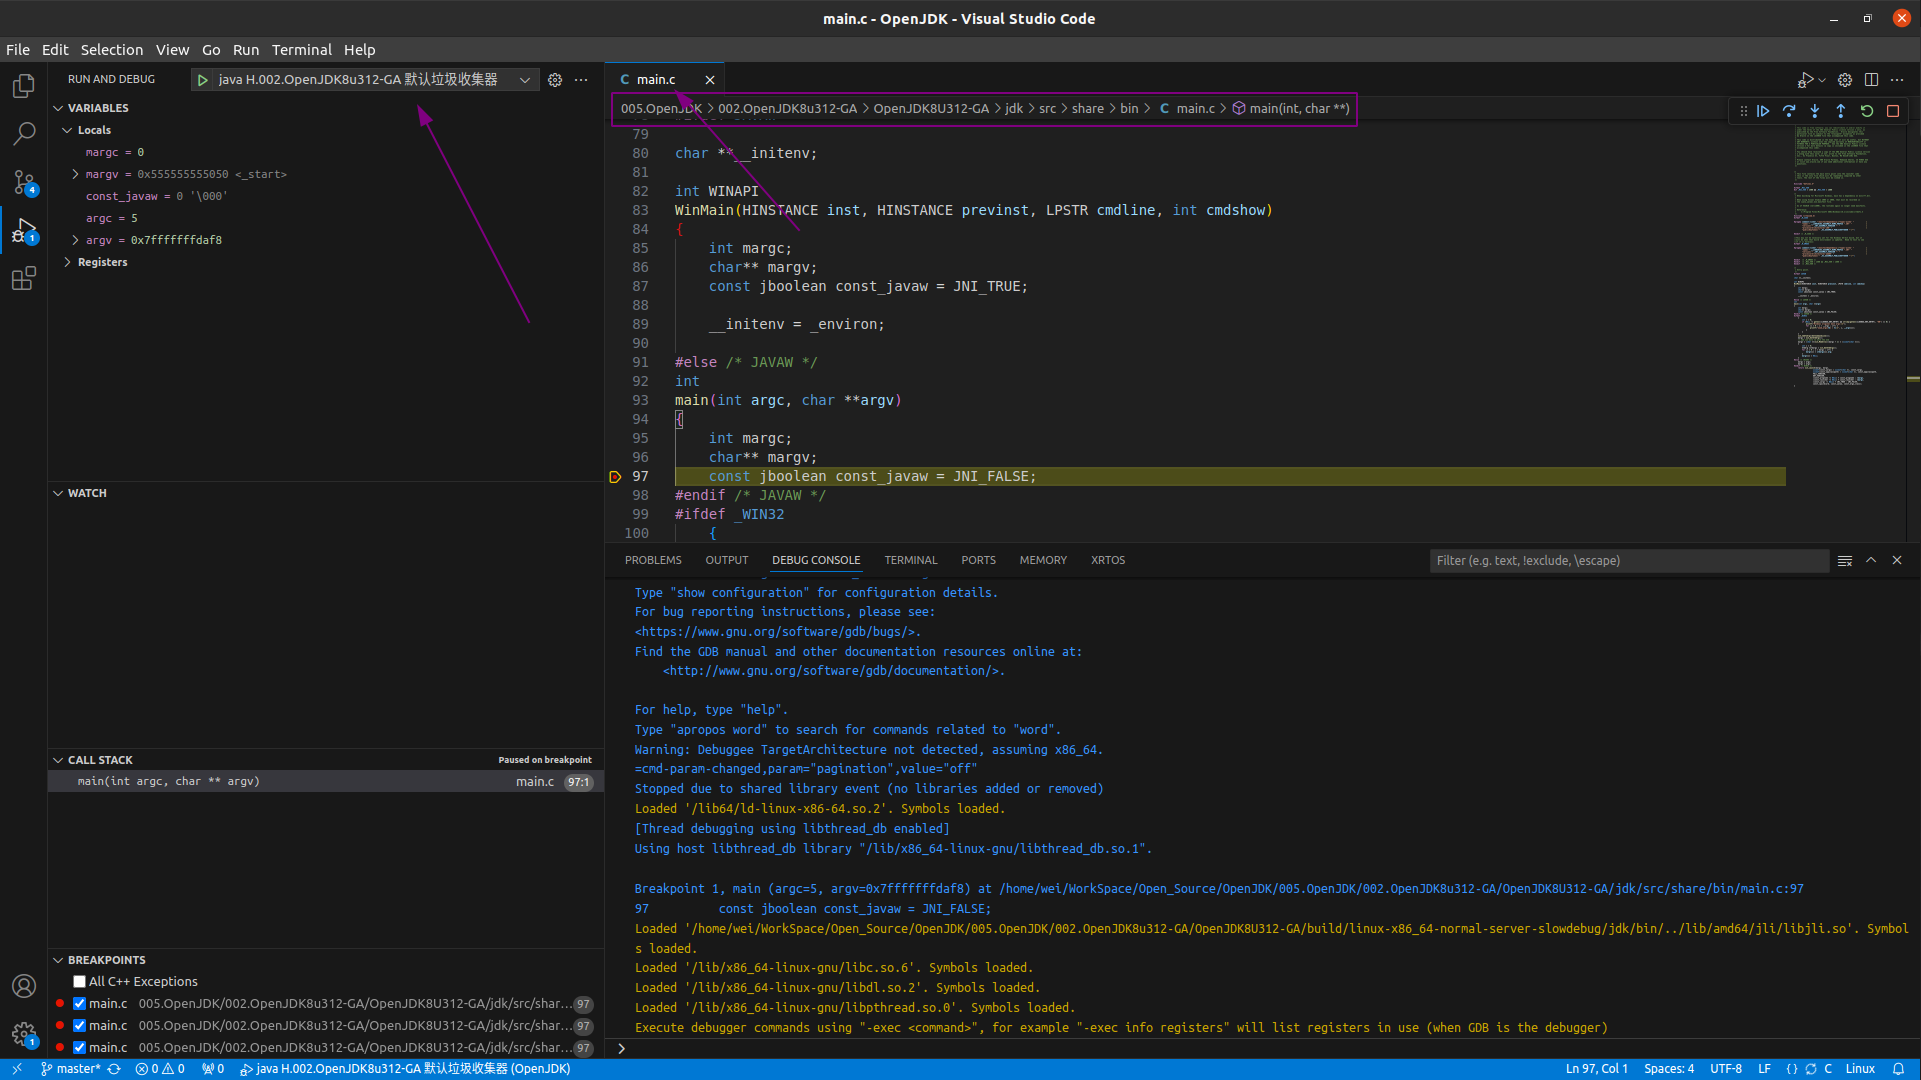 main.c - OpenJDK - Visual Studio Code
File Edit Selection View Go Run Terminal Help
RUN AND DEBUG
java H.002.OpenJDK8u312-GA 默认垃圾收集器
VARIABLES
Locals
margc = 0
margv = 0x555555555050 <_start>
const_javaw = 0 '\000'
argc = 5
argv = 0x7fffffffdaf8
Registers
WATCH
CALL STACK
Paused on breakpoint
main(int argc, char ** argv)
main.c 97:1
BREAKPOINTS
All C++ Exceptions
main.c 005.OpenJDK/002.OpenJDK8u312-GA/OpenJDK8U312-GA/jdk/src/shar... 97
main.c 005.OpenJDK/002.OpenJDK8u312-GA/OpenJDK8U312-GA/jdk/src/shar... 97
main.c 005.OpenJDK/002.OpenJDK8u312-GA/OpenJDK8U312-GA/jdk/src/shar... 97
C main.c
005.OpenJDK > 002.OpenJDK8u312-GA > OpenJDK8U312-GA > jdk > src > share > bin > C main.c > main(int, char **)
79
80 char **__initenv;
81
82 int WINAPI
83 WinMain(HINSTANCE inst, HINSTANCE previnst, LPSTR cmdline, int cmdshow)
84 {
85 int margc;
86 char** margv;
87 const jboolean const_javaw = JNI_TRUE;
88
89 __initenv = _environ;
90
91 #else /* JAVAW */
92 int
93 main(int argc, char **argv)
94 {
95 int margc;
96 char** margv;
97 const jboolean const_javaw = JNI_FALSE;
98 #endif /* JAVAW */
99 #ifdef _WIN32
100 {
PROBLEMS OUTPUT DEBUG CONSOLE TERMINAL PORTS MEMORY XRTOS
Filter (e.g. text, !exclude, \escape)
Type "show configuration" for configuration details.
For bug reporting instructions, please see:
<https://www.gnu.org/software/gdb/bugs/>.
Find the GDB manual and other documentation resources online at:
<http://www.gnu.org/software/gdb/documentation/>.
For help, type "help".
Type "apropos word" to search for commands related to "word".
Warning: Debuggee TargetArchitecture not detected, assuming x86_64.
=cmd-param-changed,param="pagination",value="off"
Stopped due to shared library event (no libraries added or removed)
Loaded '/lib64/ld-linux-x86-64.so.2'. Symbols loaded.
[Thread debugging using libthread_db enabled]
Using host libthread_db library "/lib/x86_64-linux-gnu/libthread_db.so.1".
Breakpoint 1, main (argc=5, argv=0x7fffffffdaf8) at /home/wei/WorkSpace/Open_Source/OpenJDK/005.OpenJDK/002.OpenJDK8u312-GA/OpenJDK8U312-GA/jdk/src/share/bin/main.c:97
97 const jboolean const_javaw = JNI_FALSE;
Loaded '/home/wei/WorkSpace/Open_Source/OpenJDK/005.OpenJDK/002.OpenJDK8u312-GA/OpenJDK8U312-GA/build/linux-x86_64-normal-server-slowdebug/jdk/bin/../lib/amd64/jli/libjli.so'. Symbol
s loaded.
Loaded '/lib/x86_64-linux-gnu/libc.so.6'. Symbols loaded.
Loaded '/lib/x86_64-linux-gnu/libdl.so.2'. Symbols loaded.
Loaded '/lib/x86_64-linux-gnu/libpthread.so.0'. Symbols loaded.
Execute debugger commands using "-exec <command>", for example "-exec info registers" will list registers in use (when GDB is the debugger)
>
4
1
1
master* 0 0 0 java H.002.OpenJDK8u312-GA 默认垃圾收集器 (OpenJDK)
Ln 97, Col 1 Spaces: 4 UTF-8 LF {} C Linux